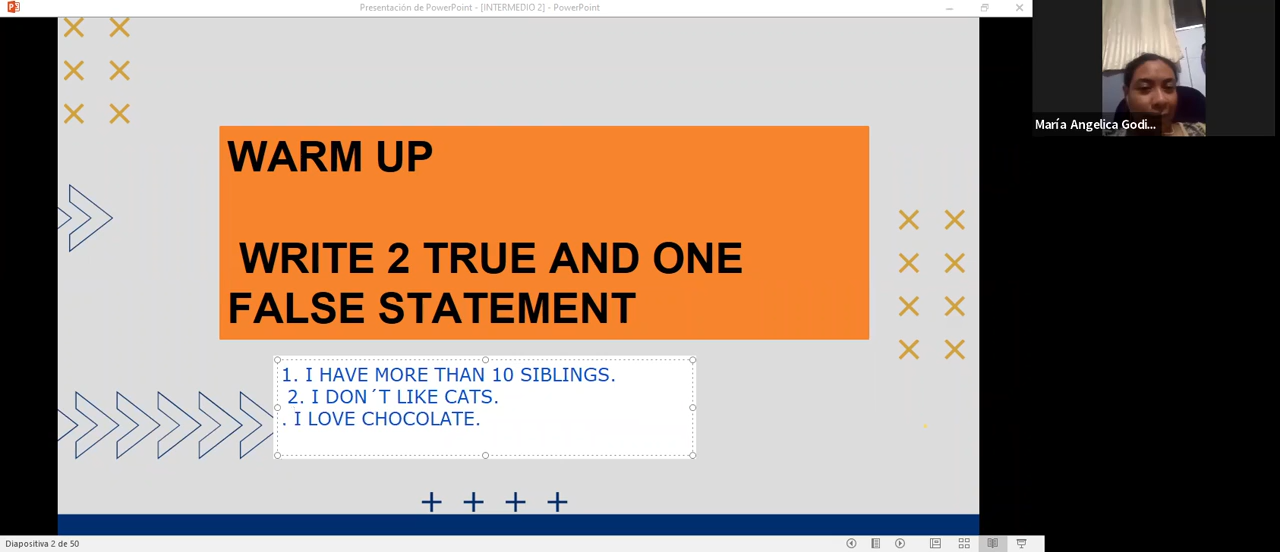 Presentación de PowerPoint - [INTERMEDIO 2] - PowerPoint
María Angelica Godi...
WARM UP
WRITE 2 TRUE AND ONE
FALSE STATEMENT
1. I HAVE MORE THAN 10 SIBLINGS.
2. I DON´T LIKE CATS.
. I LOVE CHOCOLATE.
Diapositiva 2 de 50